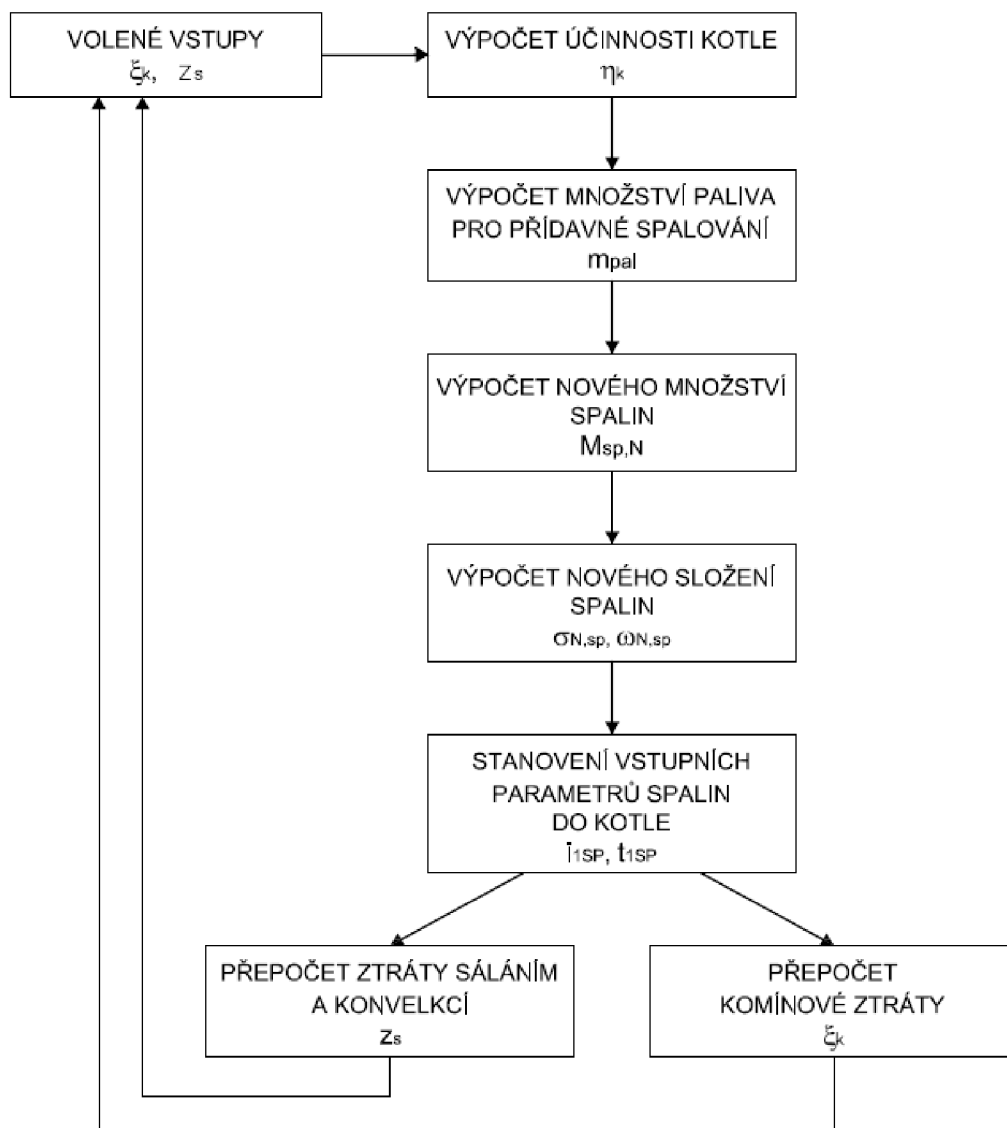 VOLENÉ VSTUPY
ξk, zs
VÝPOČET ÚČINNOSTI KOTLE
ηk
VÝPOČET MNOŽSTVÍ PALIVA
PRO PŘÍDAVNÉ SPALOVÁNÍ
mpal
VÝPOČET NOVÉHO MNOŽSTVÍ
SPALIN
Msp,N
VÝPOČET NOVÉHO SLOŽENÍ
SPALIN
σN,sp, ωN,sp
STANOVENÍ VSTUPNÍCH
PARAMETRŮ SPALIN
DO KOTLE
i1SP, t1SP
PŘEPOČET ZTRÁTY SÁLÁNÍM
A KONVELKCÍ
zs
PŘEPOČET
KOMÍNOVÉ ZTRÁTY
ξk